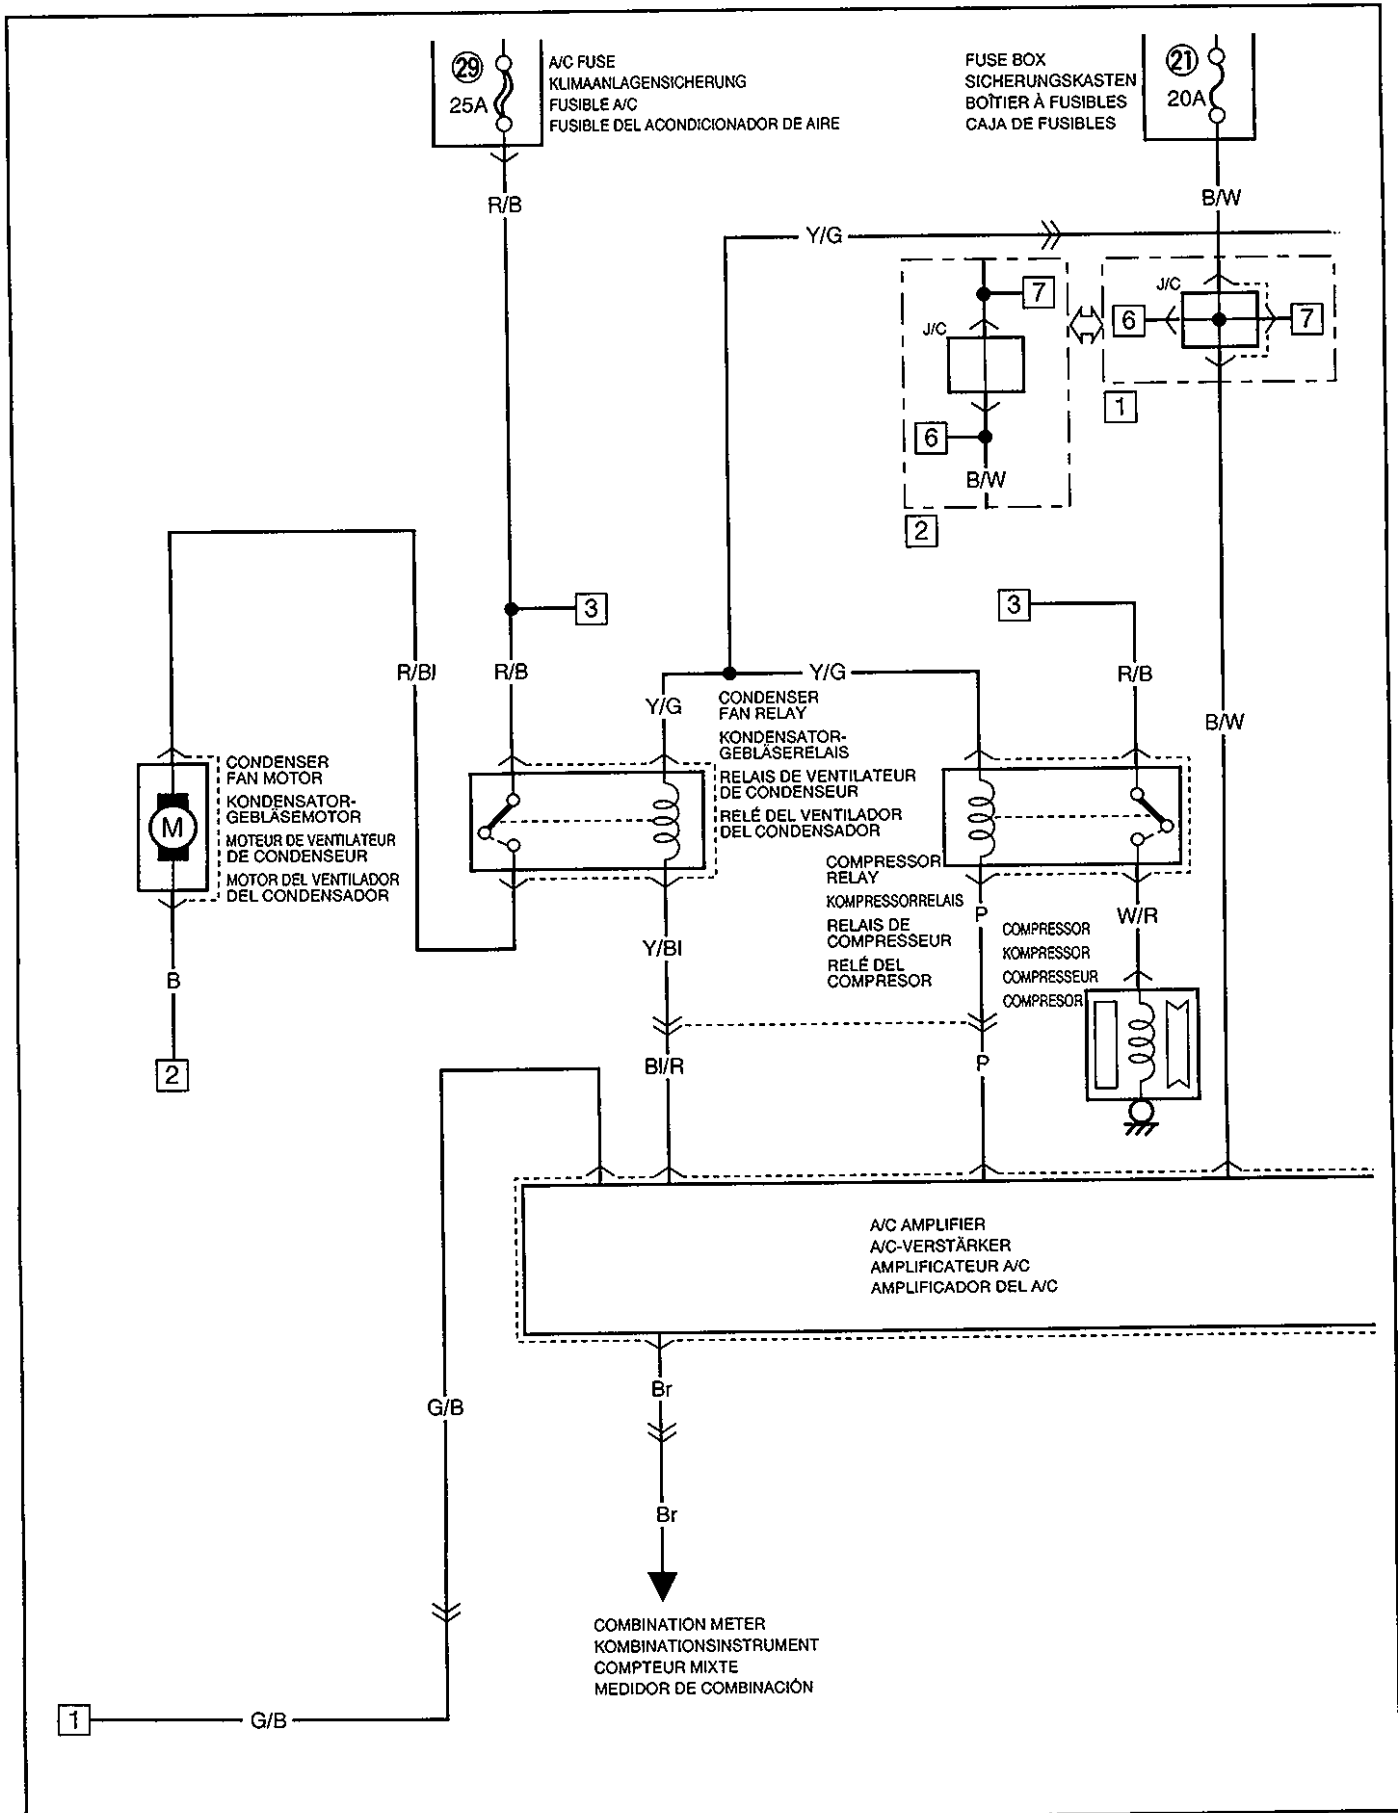 29
25A
A/C FUSE
KLIMAANLAGENSICHERUNG
FUSIBLE A/C
FUSIBLE DEL ACONDICIONADOR DE AIRE
FUSE BOX
SICHERUNGSKASTEN
BOÎTIER À FUSIBLES
CAJA DE FUSIBLES
21
20A
R/B
B/W
Y/G
7
J/C
6
B/W
2
J/C
6
7
1
3
3
R/Bl
R/B
Y/G
Y/G
R/B
B/W
CONDENSER
FAN RELAY
KONDENSATOR-
GEBLÄSERELAIS
RELAIS DE VENTILATEUR
DE CONDENSEUR
RELÉ DEL VENTILADOR
DEL CONDENSADOR
M
CONDENSER
FAN MOTOR
KONDENSATOR-
GEBLÄSEMOTOR
MOTEUR DE VENTILATEUR
DE CONDENSEUR
MOTOR DEL VENTILADOR
DEL CONDENSADOR
COMPRESSOR
RELAY
KOMPRESSORRELAIS
RELAIS DE
COMPRESSEUR
RELÉ DEL
COMPRESOR
P
W/R
COMPRESSOR
KOMPRESSOR
COMPRESSEUR
COMPRESOR
B
Y/Bl
2
Bl/R
P
A/C AMPLIFIER
A/C-VERSTÄRKER
AMPLIFICATEUR A/C
AMPLIFICADOR DEL A/C
Br
G/B
Br
COMBINATION METER
KOMBINATIONSINSTRUMENT
COMPTEUR MIXTE
MEDIDOR DE COMBINACIÓN
1
G/B